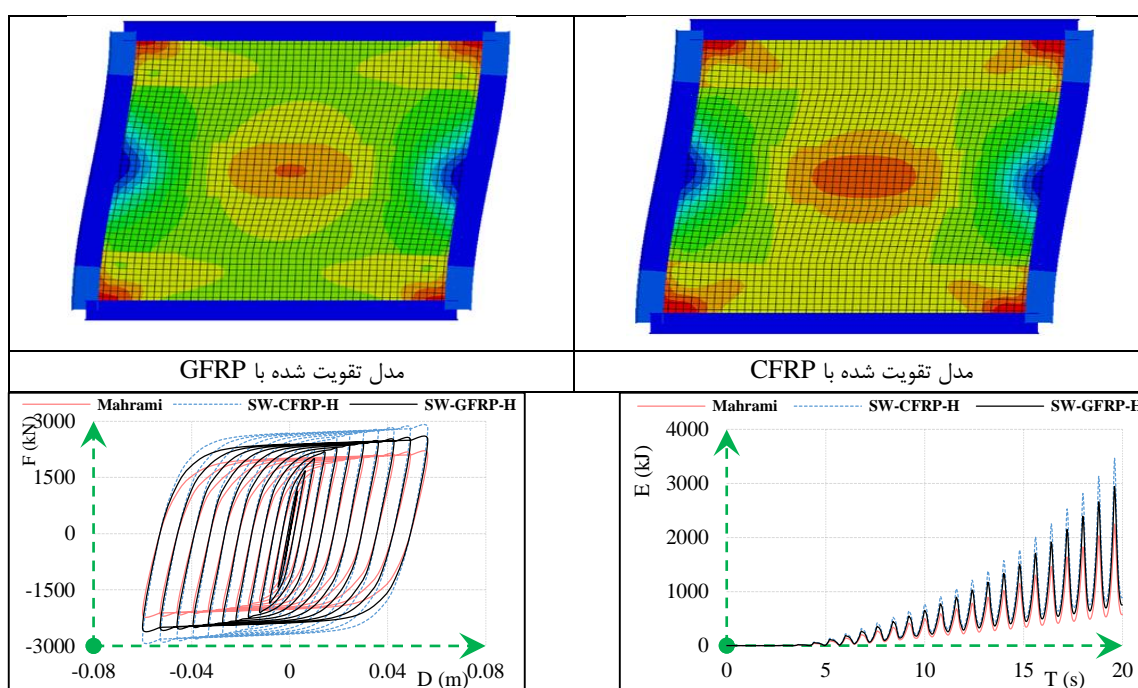 مدل تقویت شده با GFRP
مدل تقویت شده با CFRP
Mahrami SW-CFRP-H SW-GFRP-H
F (kN)
3000
1500
0
-1500
-3000
-0.08 -0.04 0 0.04 0.08
D (m)
Mahrami SW-CFRP-H SW-GFRP-H
E (kJ)
4000
3000
2000
1000
0
0 5 10 15 20
T (s)